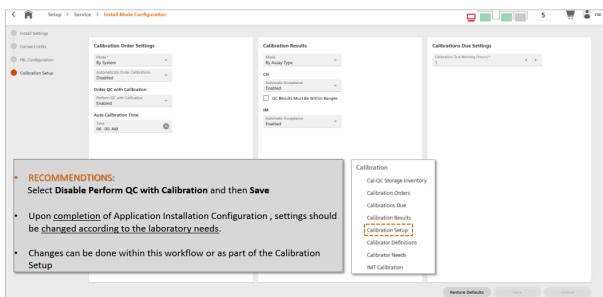 Setup > Service > Install Mode Configuration
5
Install Settings
Convert Units
Calibration Setup
Calibration Order Settings
Mode*
By System
Automatically Order Calibrations
Disabled
Order QC with Calibration
Perform QC with Calibration
Enabled
Auto Calibration Time
Time
06 :00 AM
Calibration Results
Mode
By Assay Type
CH
Automatic Acceptance
Enabled
QC Results Must Be Within Ranges
IM
Automatic Acceptance
Enabled
Calibrations Due Settings
Calibration Due Warning (hours)*
1
• RECOMMENDTIONS:
Select Disable Perform QC with Calibration and then Save
• Upon completion of Application Installation Configuration , settings should
be changed according to the laboratory needs.
• Changes can be done within this workflow or as part of the Calibration
Setup
Calibration
Cal-QC Storage Inventory
Calibration Orders
Calibrations Due
Calibration Results
Calibration Setup
Calibrator Definitions
Calibrator Needs
IMT Calibration
Restore Defaults